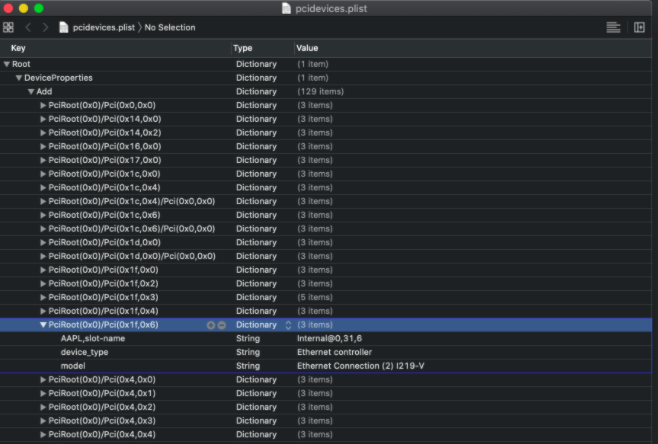 pcidevices.plist
pcidevices.plist 〉 No Selection
Key Type Value
Root Dictionary (1 item)
DeviceProperties Dictionary (1 item)
Add Dictionary (129 items)
PciRoot(0x0)/Pci(0x0,0x0) Dictionary (3 items)
PciRoot(0x0)/Pci(0x14,0x0) Dictionary (3 items)
PciRoot(0x0)/Pci(0x14,0x2) Dictionary (3 items)
PciRoot(0x0)/Pci(0x16,0x0) Dictionary (3 items)
PciRoot(0x0)/Pci(0x17,0x0) Dictionary (3 items)
PciRoot(0x0)/Pci(0x1c,0x0) Dictionary (3 items)
PciRoot(0x0)/Pci(0x1c,0x4) Dictionary (3 items)
PciRoot(0x0)/Pci(0x1c,0x4)/Pci(0x0,0x0) Dictionary (3 items)
PciRoot(0x0)/Pci(0x1c,0x6) Dictionary (3 items)
PciRoot(0x0)/Pci(0x1c,0x6)/Pci(0x0,0x0) Dictionary (3 items)
PciRoot(0x0)/Pci(0x1d,0x0) Dictionary (3 items)
PciRoot(0x0)/Pci(0x1d,0x0)/Pci(0x0,0x0) Dictionary (3 items)
PciRoot(0x0)/Pci(0x1f,0x0) Dictionary (3 items)
PciRoot(0x0)/Pci(0x1f,0x2) Dictionary (3 items)
PciRoot(0x0)/Pci(0x1f,0x3) Dictionary (5 items)
PciRoot(0x0)/Pci(0x1f,0x4) Dictionary (3 items)
PciRoot(0x0)/Pci(0x1f,0x6) Dictionary (3 items)
AAPL,slot-name String Internal@0,31,6
device_type String Ethernet controller
model String Ethernet Connection (2) I219-V
PciRoot(0x0)/Pci(0x4,0x0) Dictionary (3 items)
PciRoot(0x0)/Pci(0x4,0x1) Dictionary (3 items)
PciRoot(0x0)/Pci(0x4,0x2) Dictionary (3 items)
PciRoot(0x0)/Pci(0x4,0x3) Dictionary (3 items)
PciRoot(0x0)/Pci(0x4,0x4) Dictionary (3 items)